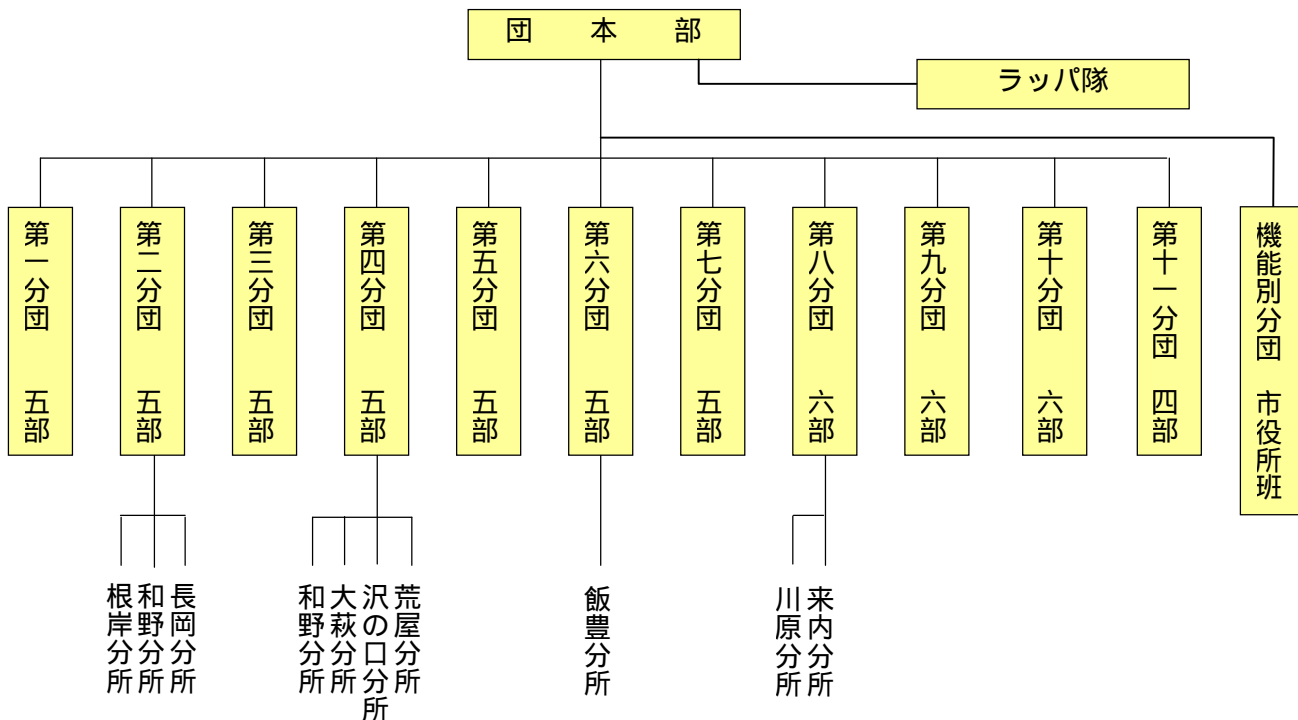 団 本 部
ラッパ隊
第一分団 五部
第二分団 五部
第三分団 五部
第四分団 五部
第五分団 五部
第六分団 五部
第七分団 五部
第八分団 六部
第九分団 六部
第十分団 六部
第十一分団 四部
機能別分団 市役所班
根岸分所
和野分所
長岡分所
和野分所
大萩分所
沢の口分所
荒屋分所
飯豊分所
川原分所
来内分所